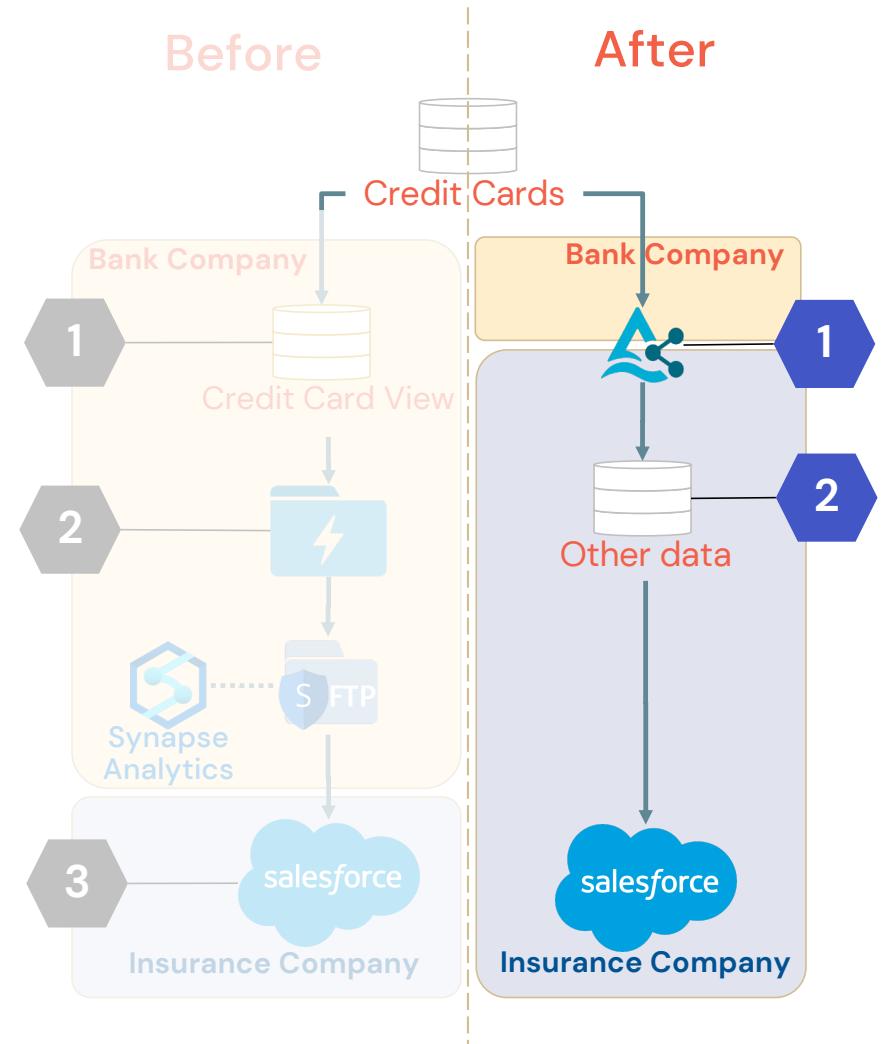 Before
After
Credit Cards
Bank Company
Bank Company
1
1
Credit Card View
2
2
Other data
S
FTP
Synapse
Analytics
salesforce
salesforce
3
Insurance Company
Insurance Company